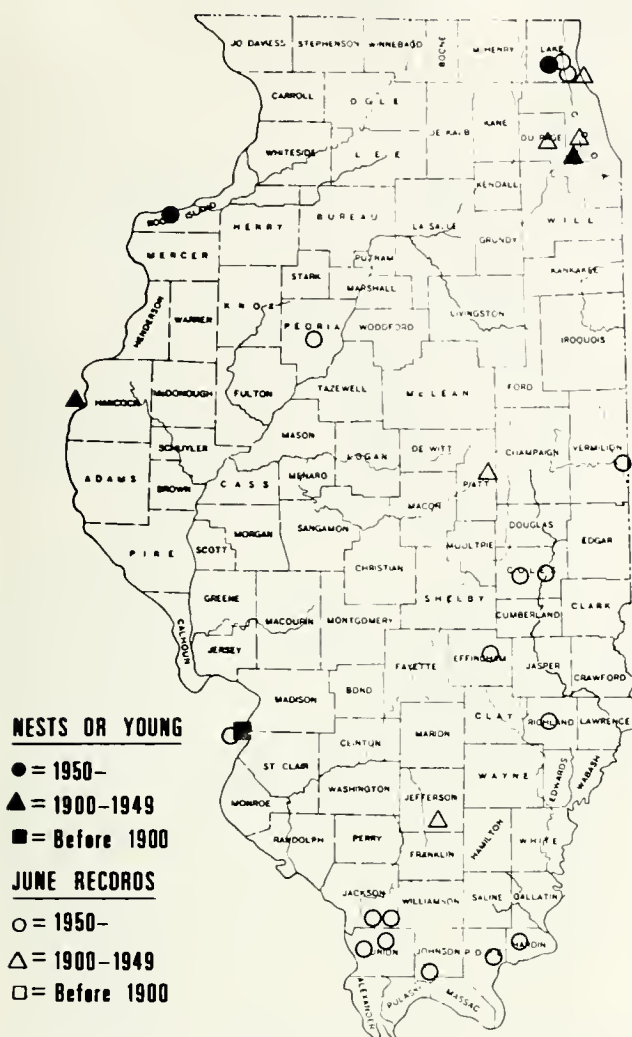 JO DAVIESS STEPHENSON WINNEBAGO BOONE McHENRY LAKE
CARROLL OGLE
DE KALB KANE
DU PAGE
WHITESIDE LEE
KENDALL
ROCK ISLAND
HENRY BUREAU LA SALLE WILL
GRUNDY
MERCER
PUTNAM
KANKAKEE
STARK
MARSHALL
HENDERSON WARREN KNOX
PEORIA WOODFORD LIVINGSTON
IROQUOIS
HANCOCK McDONOUGH FULTON TAZEWELL McLEAN FORD
MASON
SCHUYLER
LOGAN DE WITT CHAMPAIGN VERMILION
ADAMS BROWN CASS MENARD PIATT
MACON
DOUGLAS
MORGAN SANGAMON MOULTRIE EDGAR
PIKE SCOTT
CHRISTIAN COLES
GREENE SHELBY CLARK
CUMBERLAND
CALHOUN MACOUPIN MONTGOMERY
JERSEY
FAYETTE EFFINGHAM JASPER CRAWFORD
MADISON BOND
CLAY RICHLAND LAWRENCE
MARION
CLINTON
ST CLAIR
WAYNE EDWARDS WABASH
MONROE WASHINGTON JEFFERSON
RANDOLPH PERRY HAMILTON WHITE
FRANKLIN
JACKSON
WILLIAMSON SALINE GALLATIN
UNION JOHNSON POPE HARDIN
ALEXANDER PULASKI MASSAC
NESTS OR YOUNG
● = 1950–
▲ = 1900–1949
■ = Before 1900
JUNE RECORDS
○ = 1950–
△ = 1900–1949
□ = Before 1900